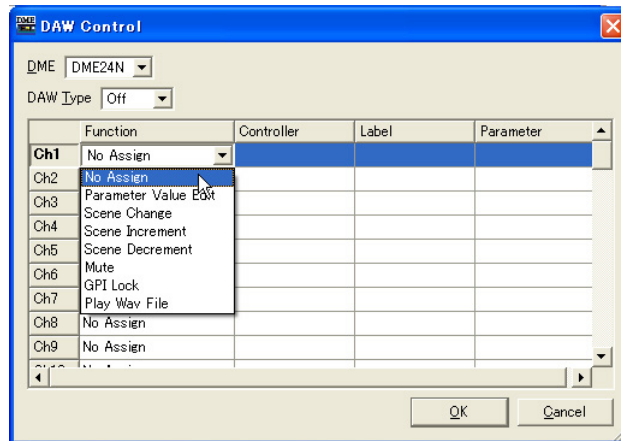 DME DAW Control
DME DME24N
DAW Type Off
Function Controller Label Parameter
Ch1 No Assign
Ch2 No Assign
Ch3 Parameter Value Edit
Scene Change
Ch4 Scene Increment
Ch5 Scene Decrement
Ch6 Mute
GPI Lock
Ch7 Play Wav File
Ch8 No Assign
Ch9 No Assign
OK Cancel